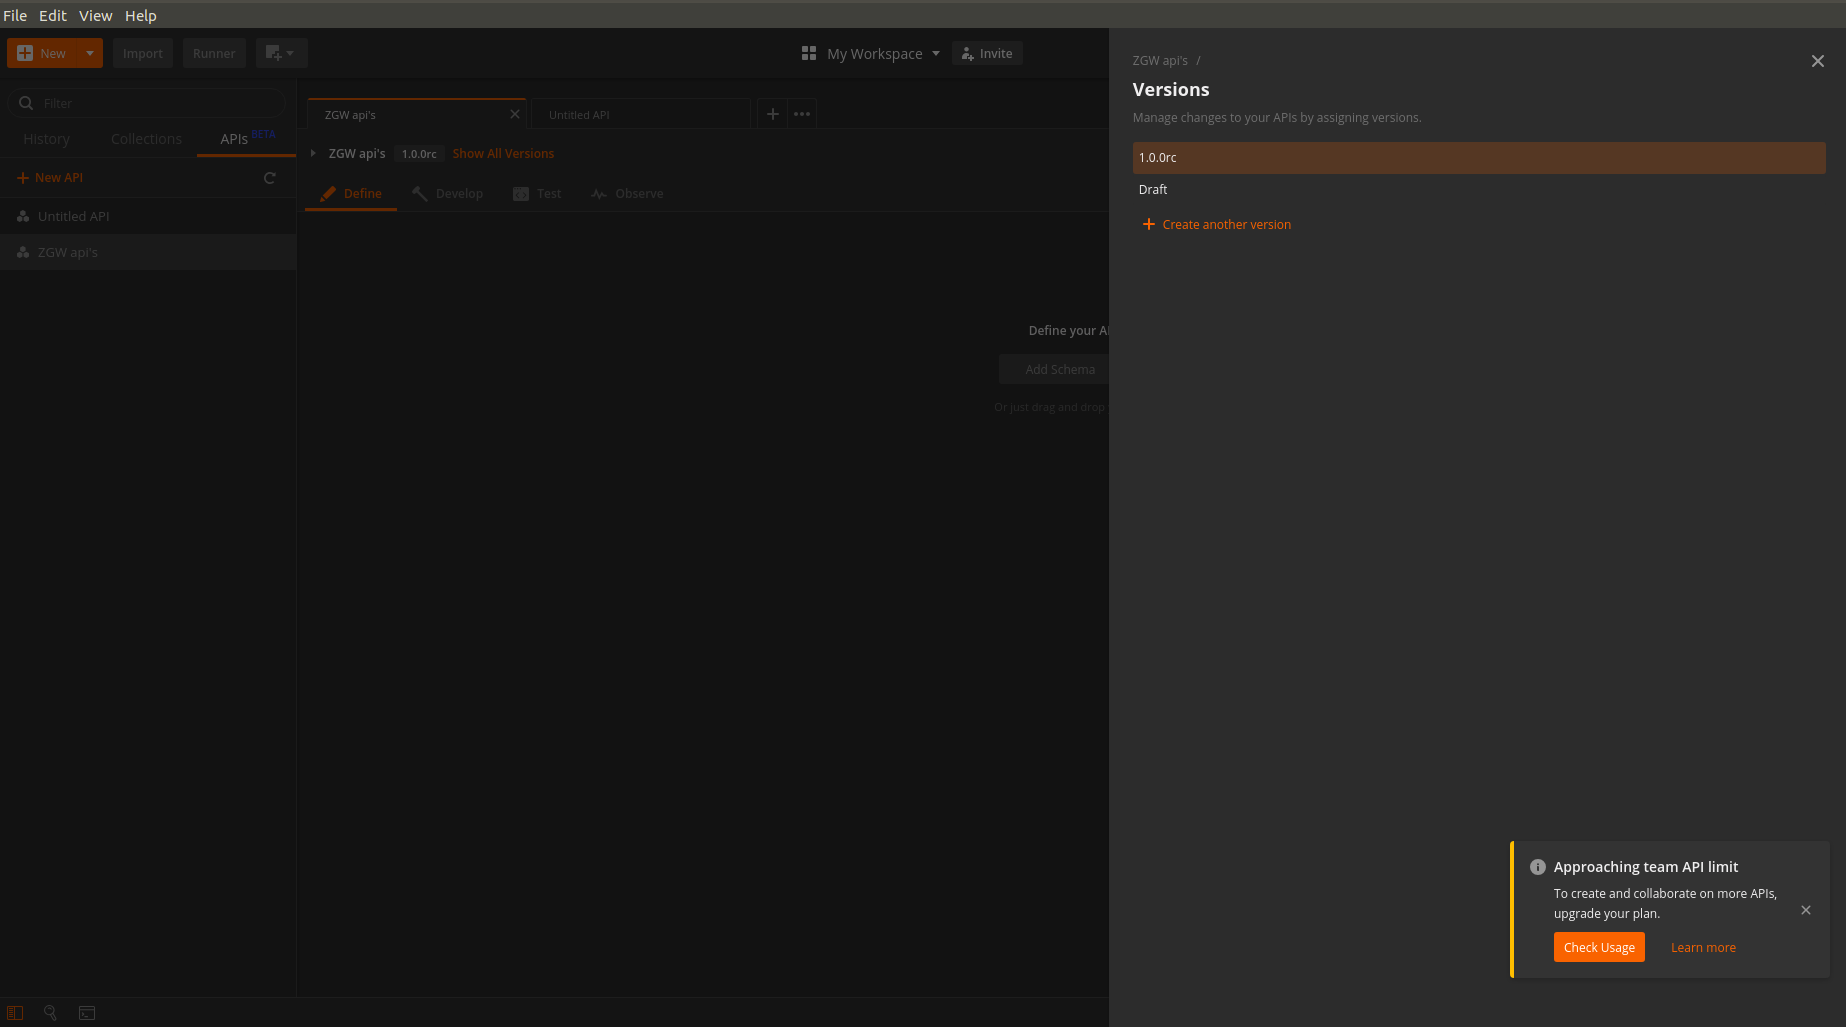 File Edit View Help
New
Import
Runner
My Workspace
Invite
Filter
History
Collections
APIs BETA
New API
Untitled API
ZGW api's
ZGW api's
Untitled API
ZGW api's 1.0.0rc Show All Versions
Define
Develop
Test
Observe
Define your A
Add Schema
Or just drag and drop
ZGW api's /
Versions
Manage changes to your APIs by assigning versions.
1.0.0rc
Draft
Create another version
Approaching team API limit
To create and collaborate on more APIs,
upgrade your plan.
Check Usage
Learn more